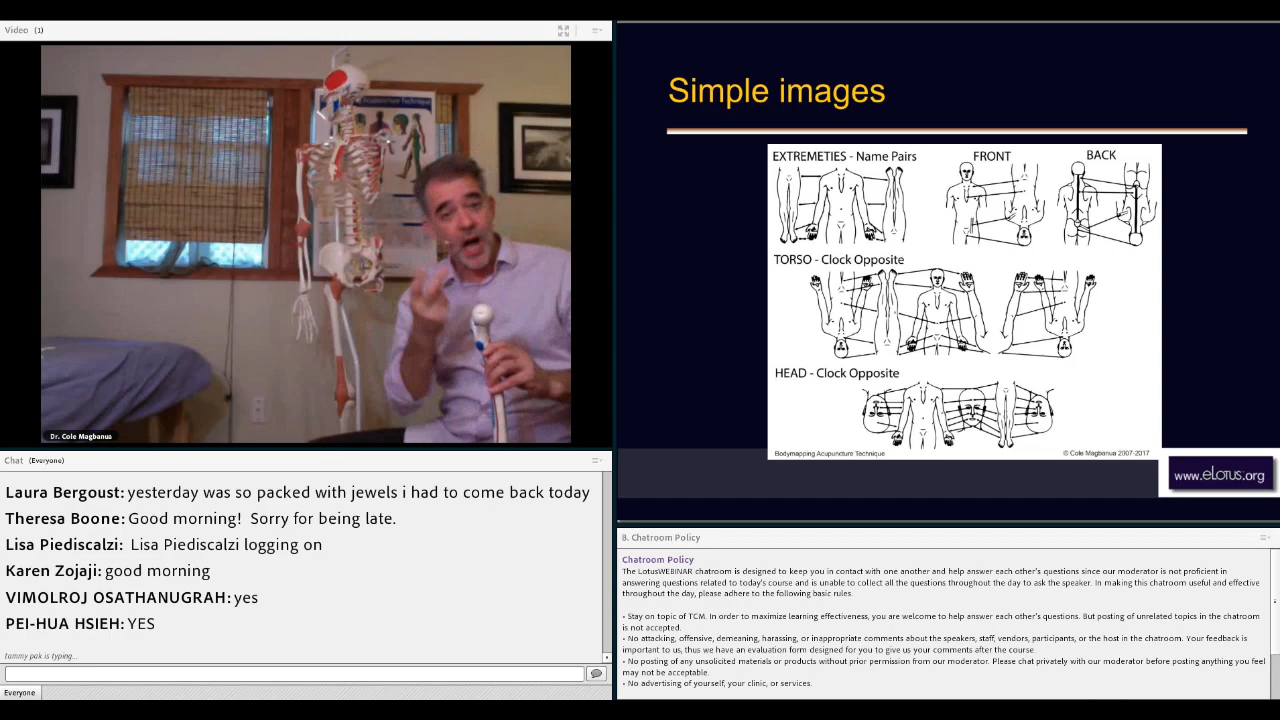 Video (1)
Acupuncture Technique
Dr. Cole Magbanua
Simple images
EXTREMETIES - Name Pairs
FRONT
BACK
TORSO - Clock Opposite
HEAD - Clock Opposite
Bodymapping Acupuncture Technique
© Cole Magbanua 2007-2017
www.eLotus.org
Chat (Everyone)
Laura Bergoust: yesterday was so packed with jewels i had to come back today
Theresa Boone: Good morning! Sorry for being late.
Lisa Piediscalzi: Lisa Piediscalzi logging on
Karen Zojaji: good morning
VIMOLROJ OSATHANUGRAH: yes
PEI-HUA HSIEH: YES
tammy pak is typing...
Everyone
8. Chatroom Policy
Chatroom Policy
The LotusWEBINAR chatroom is designed to keep you in contact with one another and help answer each other's questions since our moderator is not proficient in
answering questions related to today's course and is unable to collect all the questions throughout the day to ask the speaker. In making this chatroom useful and effective
throughout the day, please adhere to the following basic rules.
• Stay on topic of TCM. In order to maximize learning effectiveness, you are welcome to help answer each other's questions. But posting of unrelated topics in the chatroom
is not accepted.
• No attacking, offensive, demeaning, harassing, or inappropriate comments about the speakers, staff, vendors, participants, or the host in the chatroom. Your feedback is
important to us, thus we have an evaluation form designed for you to give us your comments after the course.
• No posting of any unsolicited materials or products without prior permission from our moderator. Please chat privately with our moderator before posting anything you feel
may not be acceptable.
• No advertising of yourself, your clinic, or services.